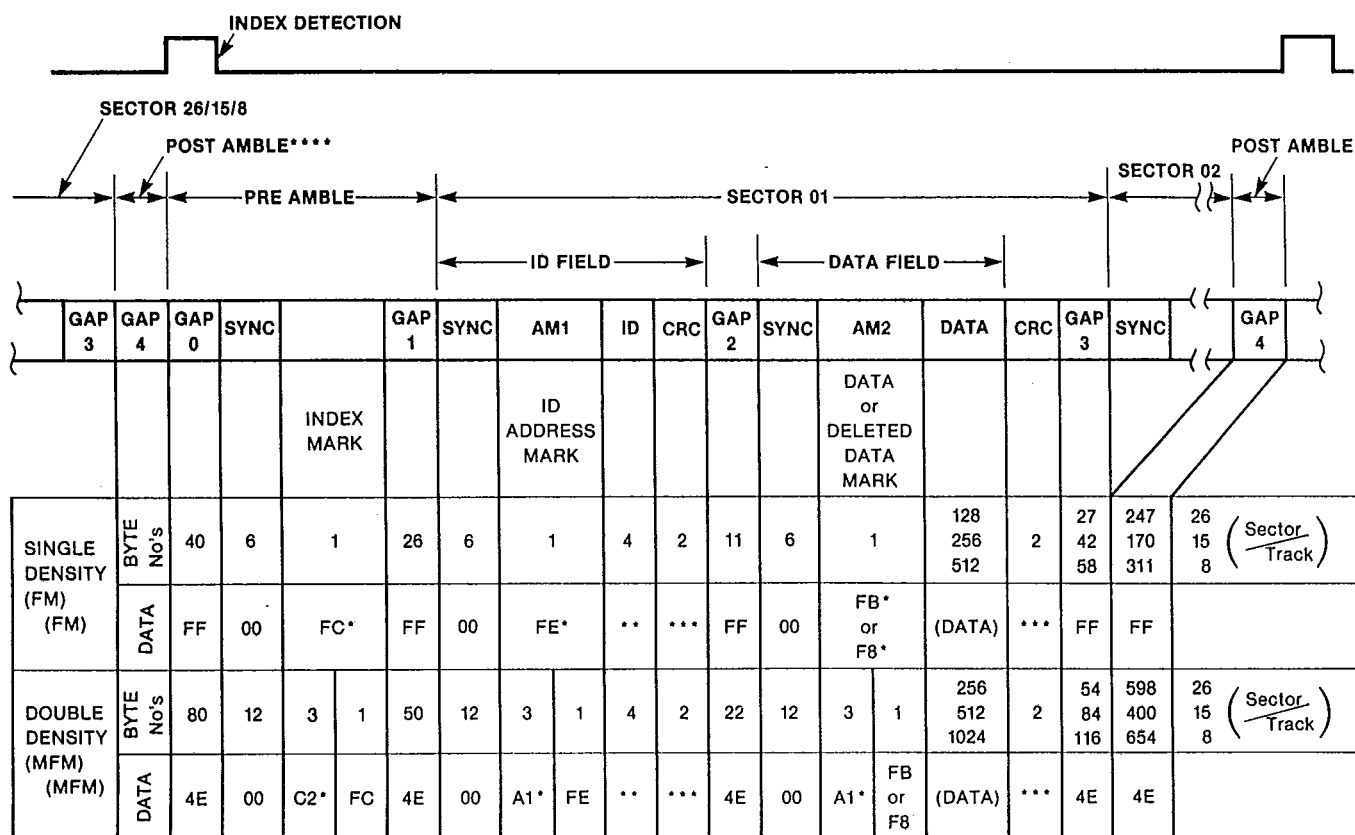 INDEX DETECTION
SECTOR 26/15/8
POST AMBLE****
POST AMBLE
SECTOR 02
PRE AMBLE
SECTOR 01
ID FIELD
DATA FIELD
GAP 3 GAP 4 GAP 0 SYNC GAP 1 SYNC AM1 ID CRC GAP 2 SYNC AM2 DATA CRC GAP 3 SYNC GAP 4
INDEX MARK
ID ADDRESS MARK
DATA or DELETED DATA MARK
SINGLE DENSITY (FM) (FM)
BYTE No's 40 6 1 26 6 1 4 2 11 6 1 128 256 512 2 27 42 58 247 170 311 26 15 8 (Sector/Track)
DATA FF 00 FC* FF 00 FE* ** *** FF 00 FB* or F8* (DATA) *** FF FF
DOUBLE DENSITY (MFM) (MFM)
BYTE No's 80 12 3 1 50 12 3 1 4 2 22 12 3 1 256 512 1024 2 54 84 116 598 400 654 26 15 8 (Sector/Track)
DATA 4E 00 C2* FC 4E 00 A1* FE ** *** 4E 00 A1* FB or F8 (DATA) *** 4E 4E